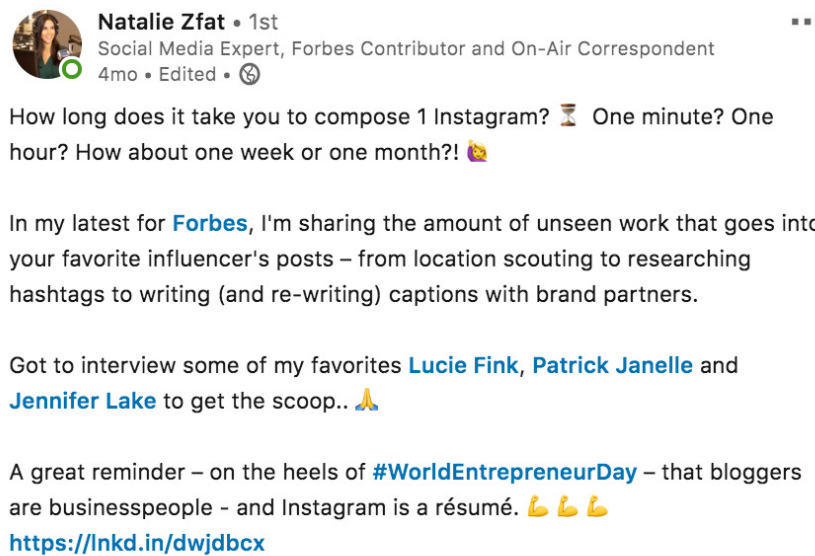 Natalie Zfat • 1st
Social Media Expert, Forbes Contributor and On-Air Correspondent
4mo • Edited •
How long does it take you to compose 1 Instagram? ⏳ One minute? One
hour? How about one week or one month?! 🙋‍♀️
In my latest for Forbes, I'm sharing the amount of unseen work that goes into
your favorite influencer's posts – from location scouting to researching
hashtags to writing (and re-writing) captions with brand partners.
Got to interview some of my favorites Lucie Fink, Patrick Janelle and
Jennifer Lake to get the scoop.. 🙏
A great reminder – on the heels of #WorldEntrepreneurDay – that bloggers
are businesspeople - and Instagram is a résumé. 💪 💪 💪
https://lnkd.in/dwjdbcx